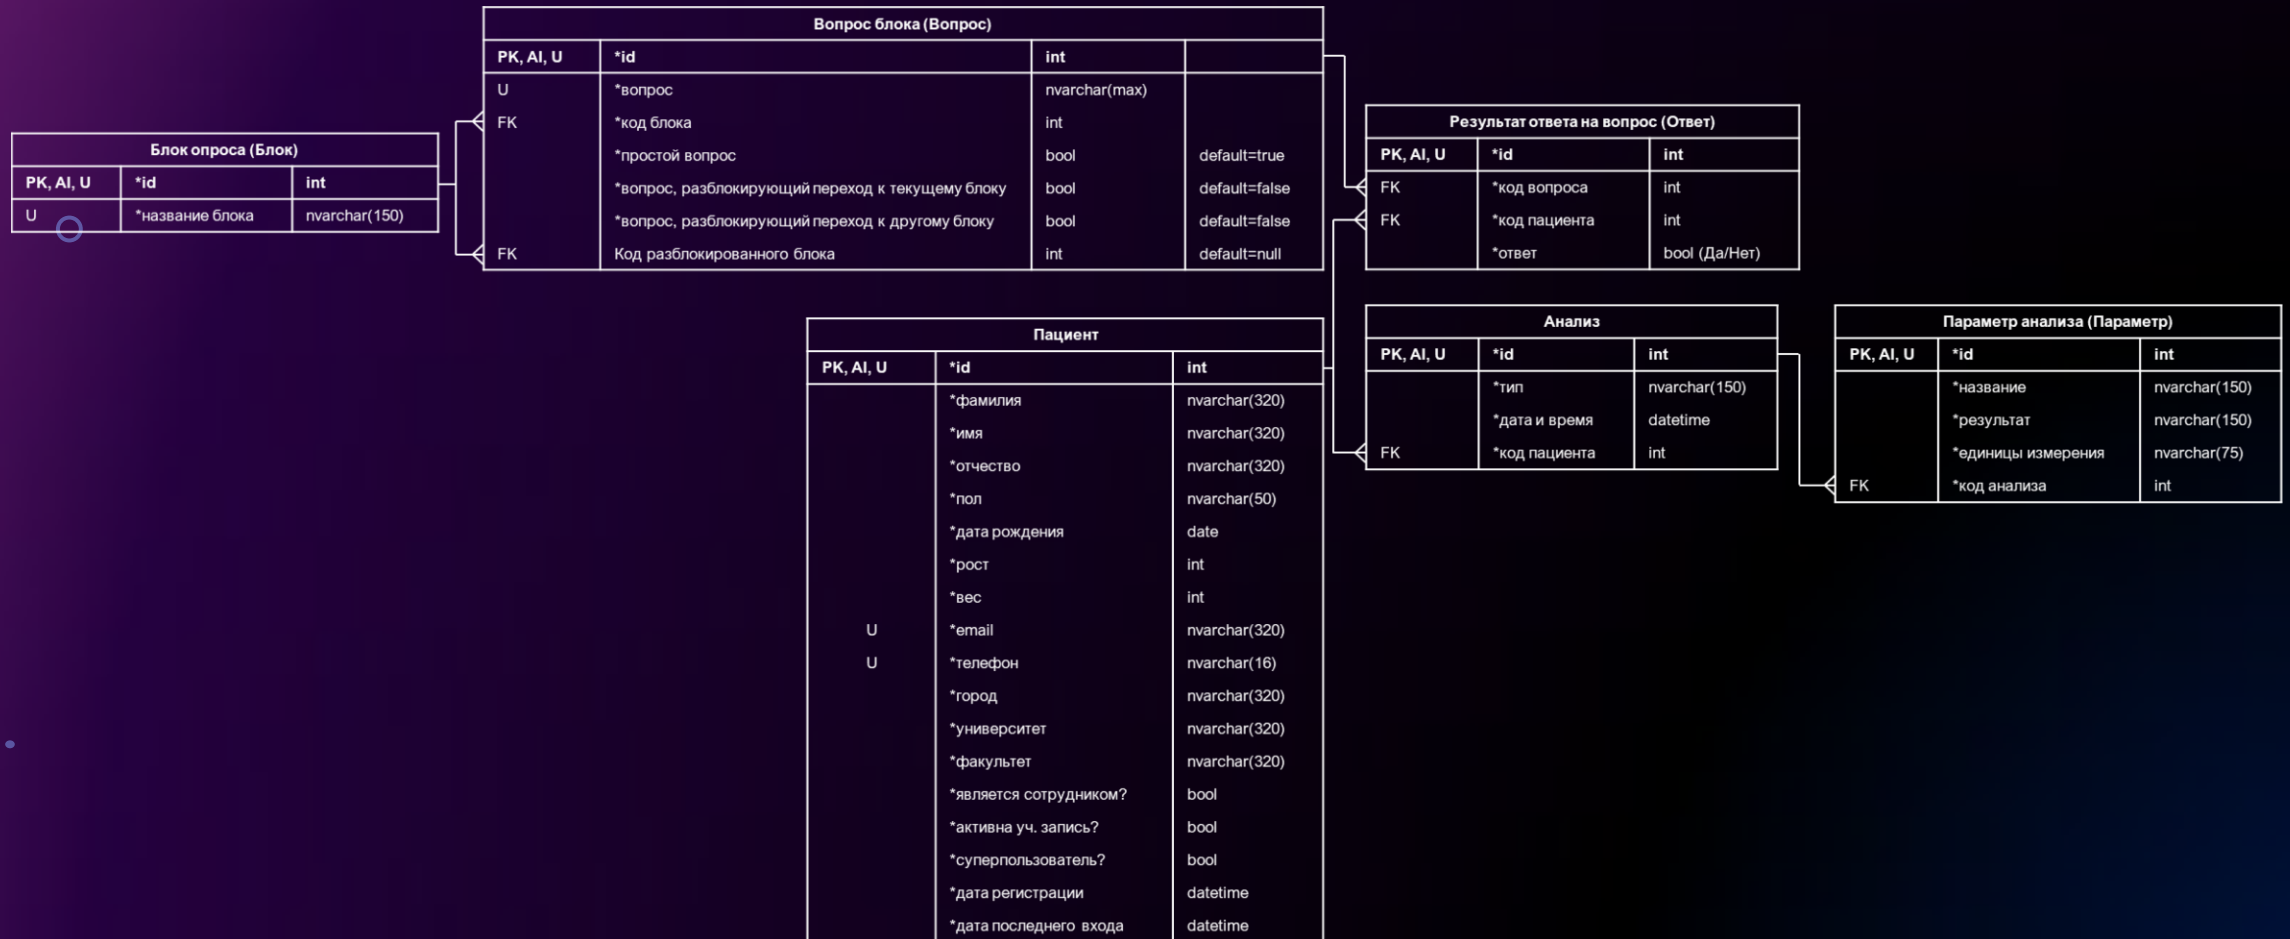 Вопрос блока (Вопрос)
PK, AI, U *id int
U *вопрос nvarchar(max)
FK *код блока int
*простой вопрос bool default=true
*вопрос, разблокирующий переход к текущему блоку bool default=false
*вопрос, разблокирующий переход к другому блоку bool default=false
FK Код разблокированного блока int default=null
Блок опроса (Блок)
PK, AI, U *id int
U *название блока nvarchar(150)
Результат ответа на вопрос (Ответ)
PK, AI, U *id int
FK *код вопроса int
FK *код пациента int
*ответ bool (Да/Нет)
Пациент
PK, AI, U *id int
*фамилия nvarchar(320)
*имя nvarchar(320)
*отчество nvarchar(320)
*пол nvarchar(50)
*дата рождения date
*рост int
*вес int
U *email nvarchar(320)
U *телефон nvarchar(16)
*город nvarchar(320)
*университет nvarchar(320)
*факультет nvarchar(320)
*является сотрудником? bool
*активна уч. запись? bool
*суперпользователь? bool
*дата регистрации datetime
*дата последнего входа datetime
Анализ
PK, AI, U *id int
*тип nvarchar(150)
*дата и время datetime
FK *код пациента int
Параметр анализа (Параметр)
PK, AI, U *id int
*название nvarchar(150)
*результат nvarchar(150)
*единицы измерения nvarchar(75)
FK *код анализа int